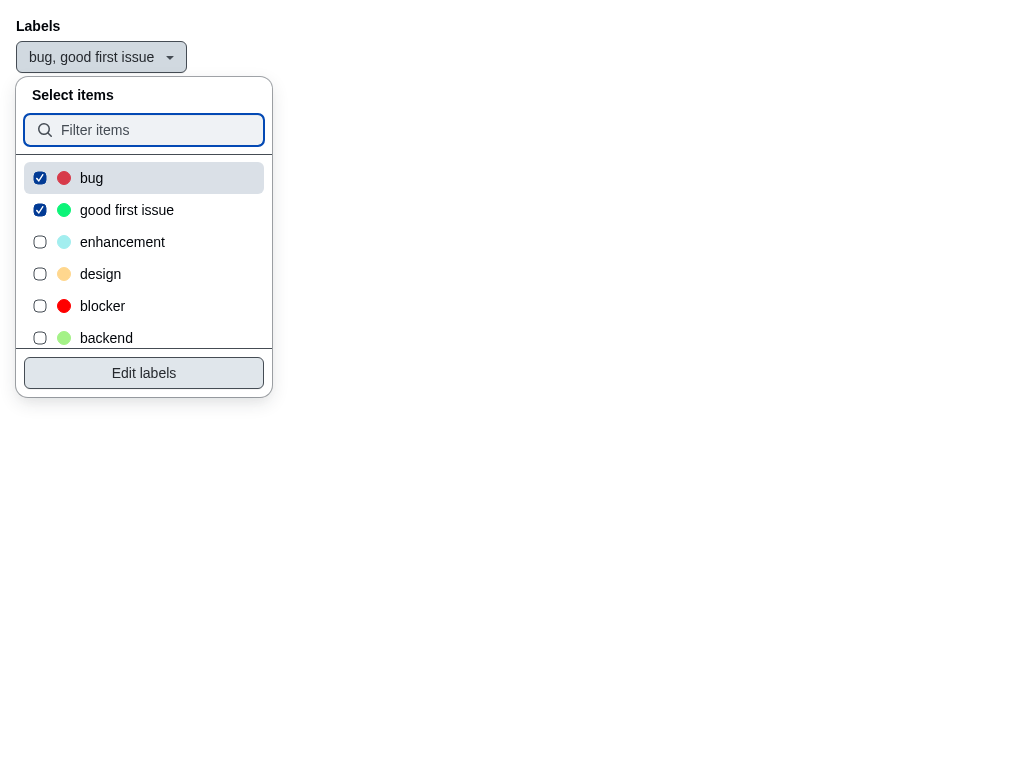 Labels
bug, good first issue
Select items
Filter items
bug
good first issue
enhancement
design
blocker
backend
Edit labels